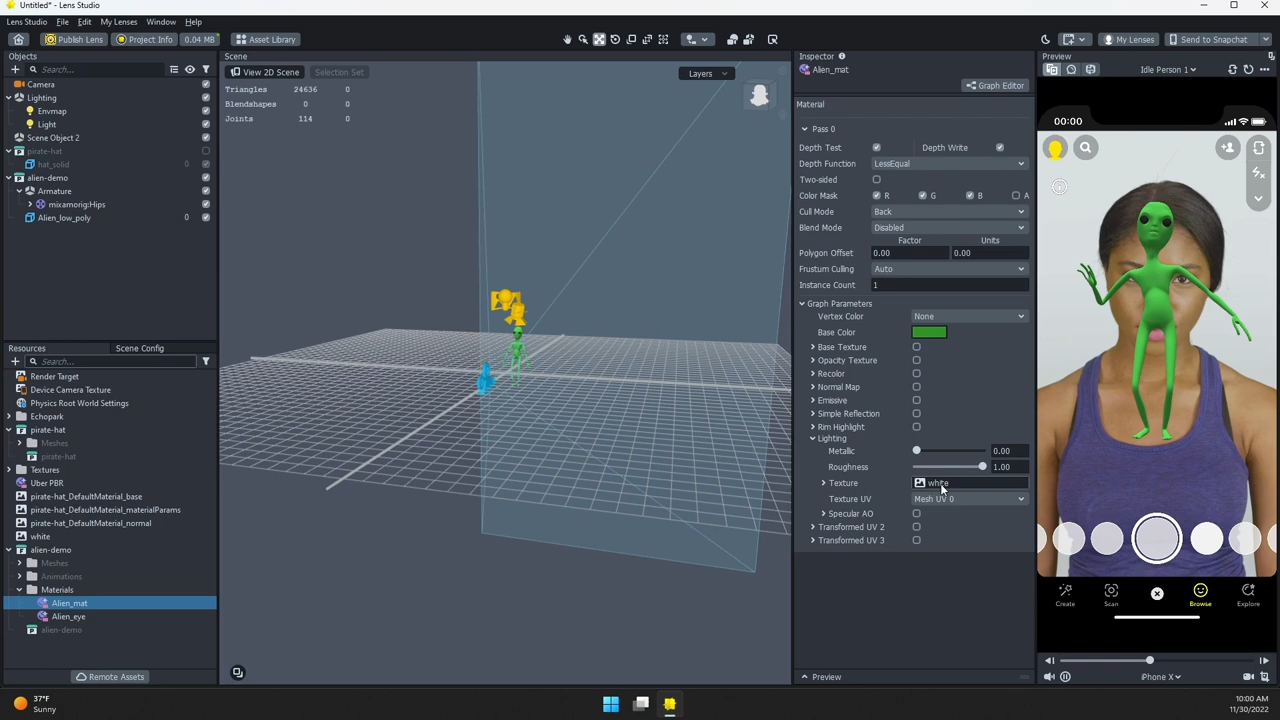 Untitled* - Lens Studio
Lens Studio File Edit My Lenses Window Help
Publish Lens Project Info 0.04 MB Asset Library My Lenses Send to Snapchat
Objects
Search...
Camera
Lighting
Envmap
Light
Scene Object 2
pirate-hat
hat_solid 0
alien-demo
Armature
mixamorig:Hips
Alien_low_poly 0
Resources Scene Config
Search...
Render Target
Device Camera Texture
Physics Root World Settings
Echopark
pirate-hat
Meshes
pirate-hat
Textures
Uber PBR
pirate-hat_DefaultMaterial_base
pirate-hat_DefaultMaterial_materialParams
pirate-hat_DefaultMaterial_normal
white
alien-demo
Meshes
Animations
Materials
Alien_mat
Alien_eye
alien-demo
Remote Assets
Scene
View 2D Scene Selection Set Layers
Triangles 24636 0
Blendshapes 0 0
Joints 114 0
Inspector
Alien_mat
Graph Editor
Material
Pass 0
Depth Test Depth Write
Depth Function LessEqual
Two-sided
Color Mask R G B A
Cull Mode Back
Blend Mode Disabled
Factor Units
Polygon Offset 0.00 0.00
Frustum Culling Auto
Instance Count 1
Graph Parameters
Vertex Color None
Base Color
Base Texture
Opacity Texture
Recolor
Normal Map
Emissive
Simple Reflection
Rim Highlight
Lighting
Metallic 0.00
Roughness 1.00
Texture white
Texture UV Mesh UV 0
Specular AO
Transformed UV 2
Transformed UV 3
Preview
Preview
Idle Person 1
00:00
Create Scan Browse Explore
iPhone X
37°F
Sunny
10:00 AM
11/30/2022